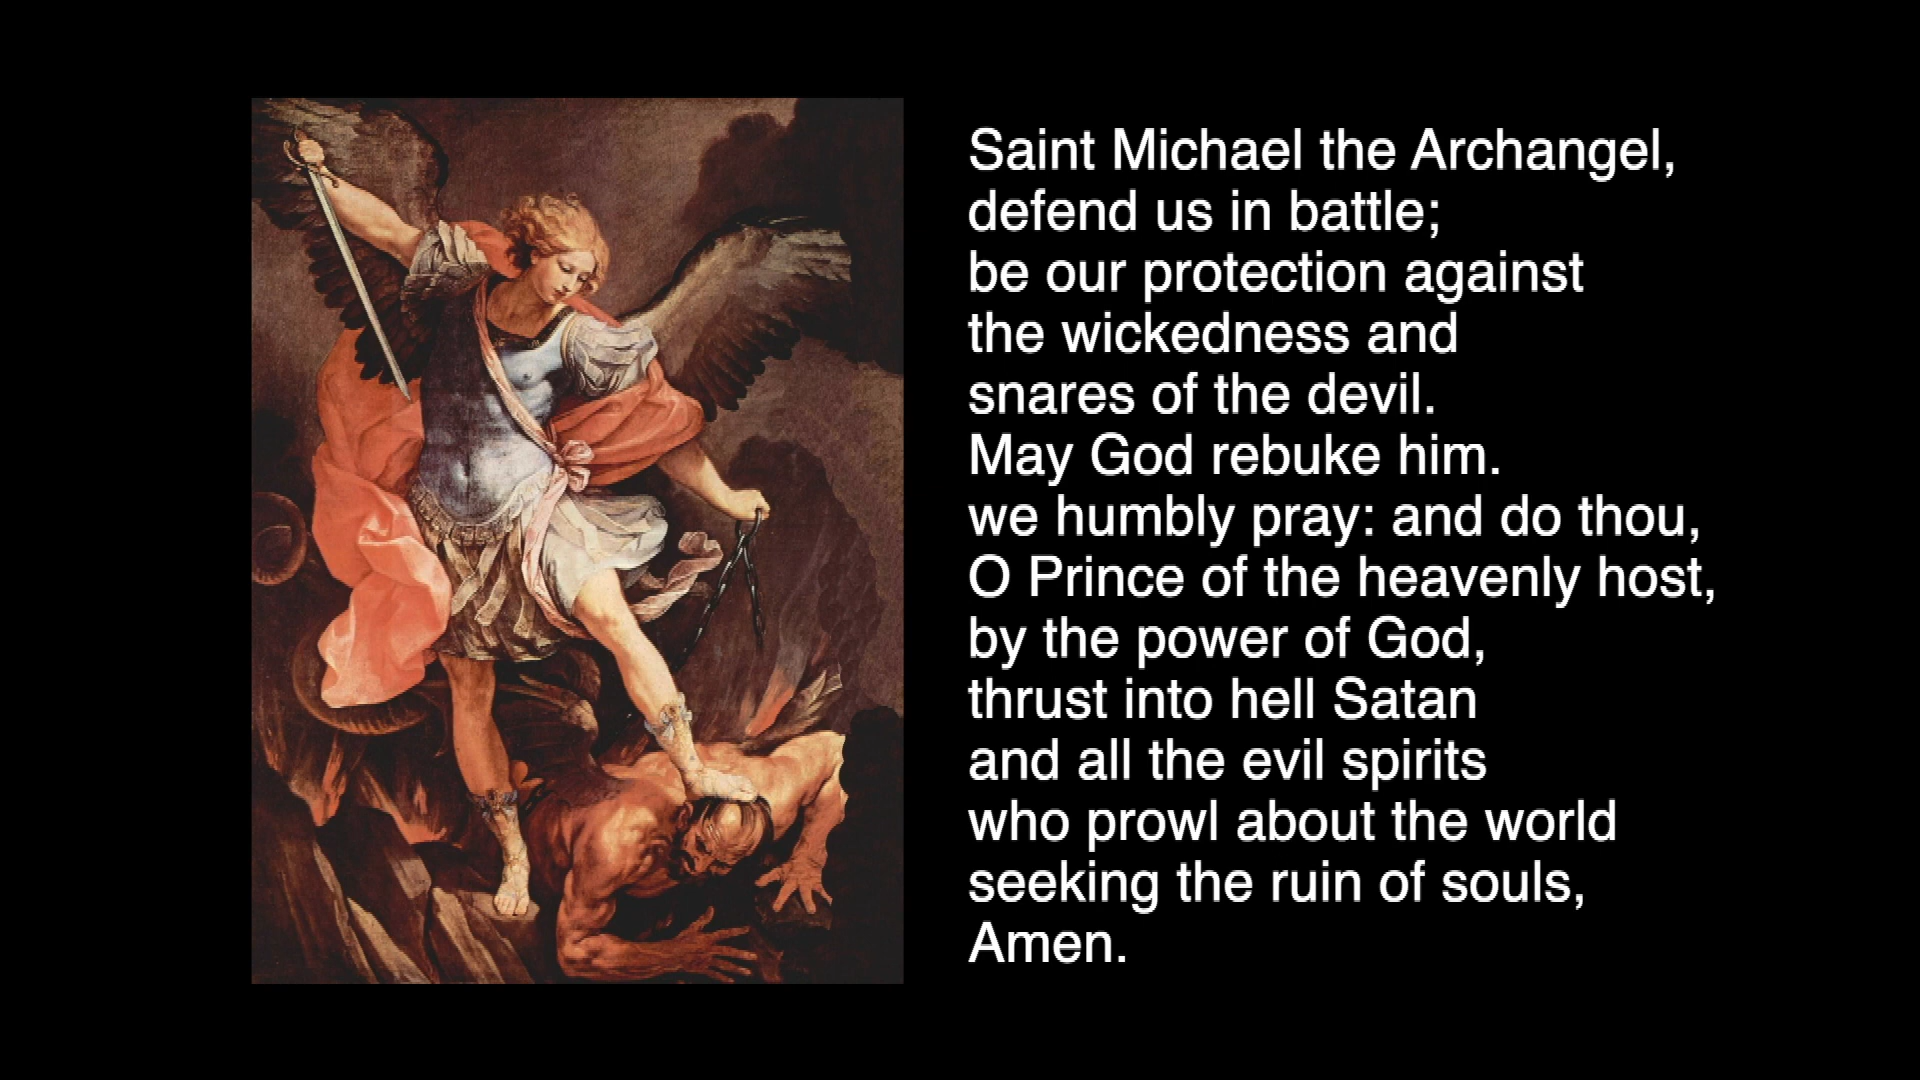 Saint Michael the Archangel,
defend us in battle;
be our protection against
the wickedness and
snares of the devil.
May God rebuke him.
we humbly pray: and do thou,
O Prince of the heavenly host,
by the power of God,
thrust into hell Satan
and all the evil spirits
who prowl about the world
seeking the ruin of souls,
Amen.